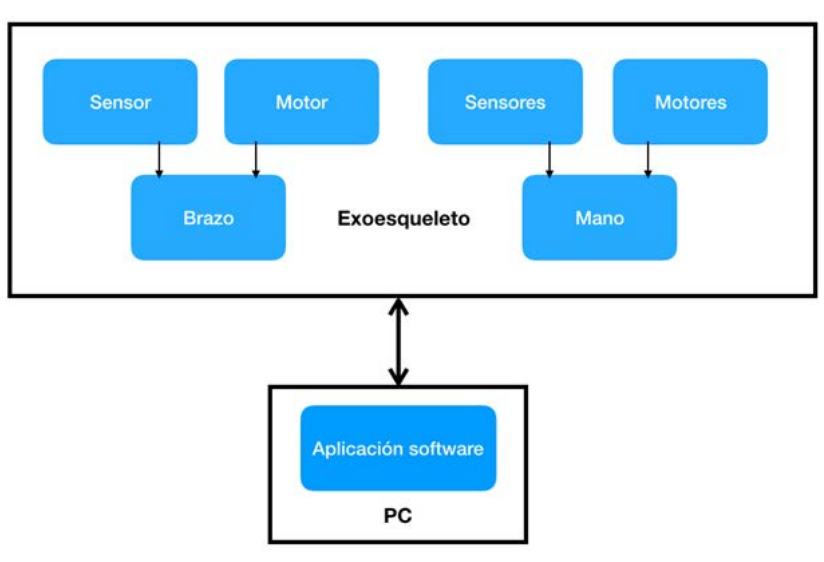 Sensor
Motor
Sensores
Motores
Brazo
Exoesqueleto
Mano
Aplicación software
PC